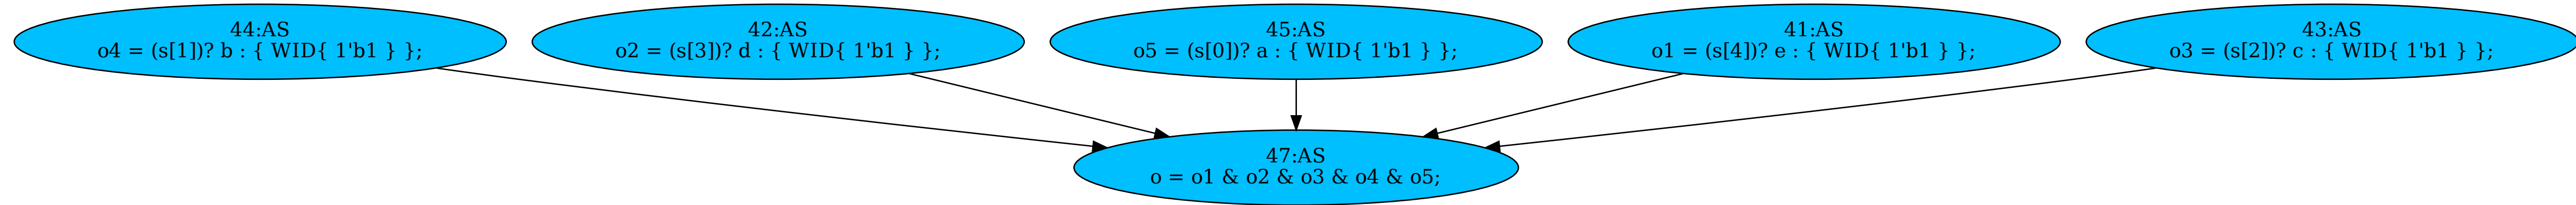 44:AS
o4 = (s[1])? b : { WID{ 1'b1 } };
42:AS
o2 = (s[3])? d : { WID{ 1'b1 } };
45:AS
o5 = (s[0])? a : { WID{ 1'b1 } };
41:AS
o1 = (s[4])? e : { WID{ 1'b1 } };
43:AS
o3 = (s[2])? c : { WID{ 1'b1 } };
47:AS
o = o1 & o2 & o3 & o4 & o5;